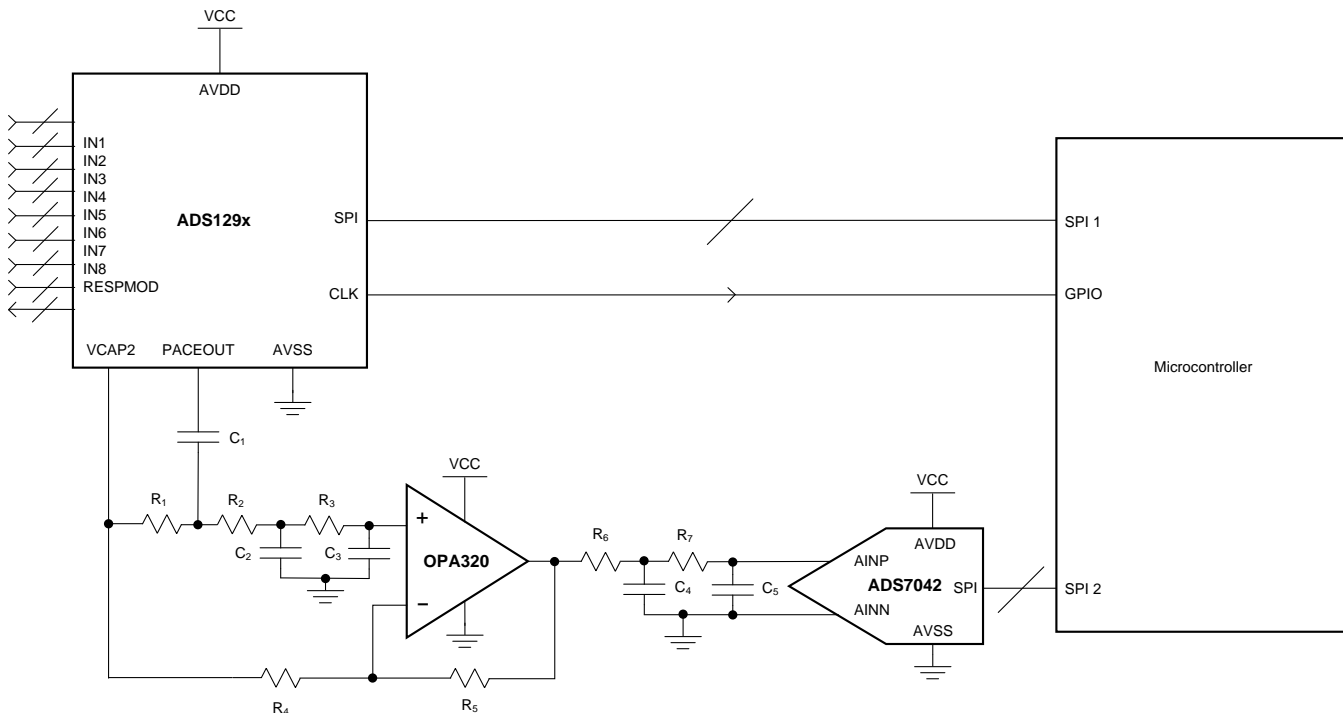 VCC
AVDD
IN1
IN2
IN3
IN4
IN5
IN6
IN7
IN8
RESPMOD
ADS129x
SPI
CLK
VCAP2
PACEOUT
AVSS
SPI 1
GPIO
Microcontroller
SPI 2
C1
R1
R2
R3
C2
C3
VCC
+
OPA320
−
R4
R5
R6
R7
C4
C5
VCC
AVDD
AINP
ADS7042
SPI
AINN
AVSS